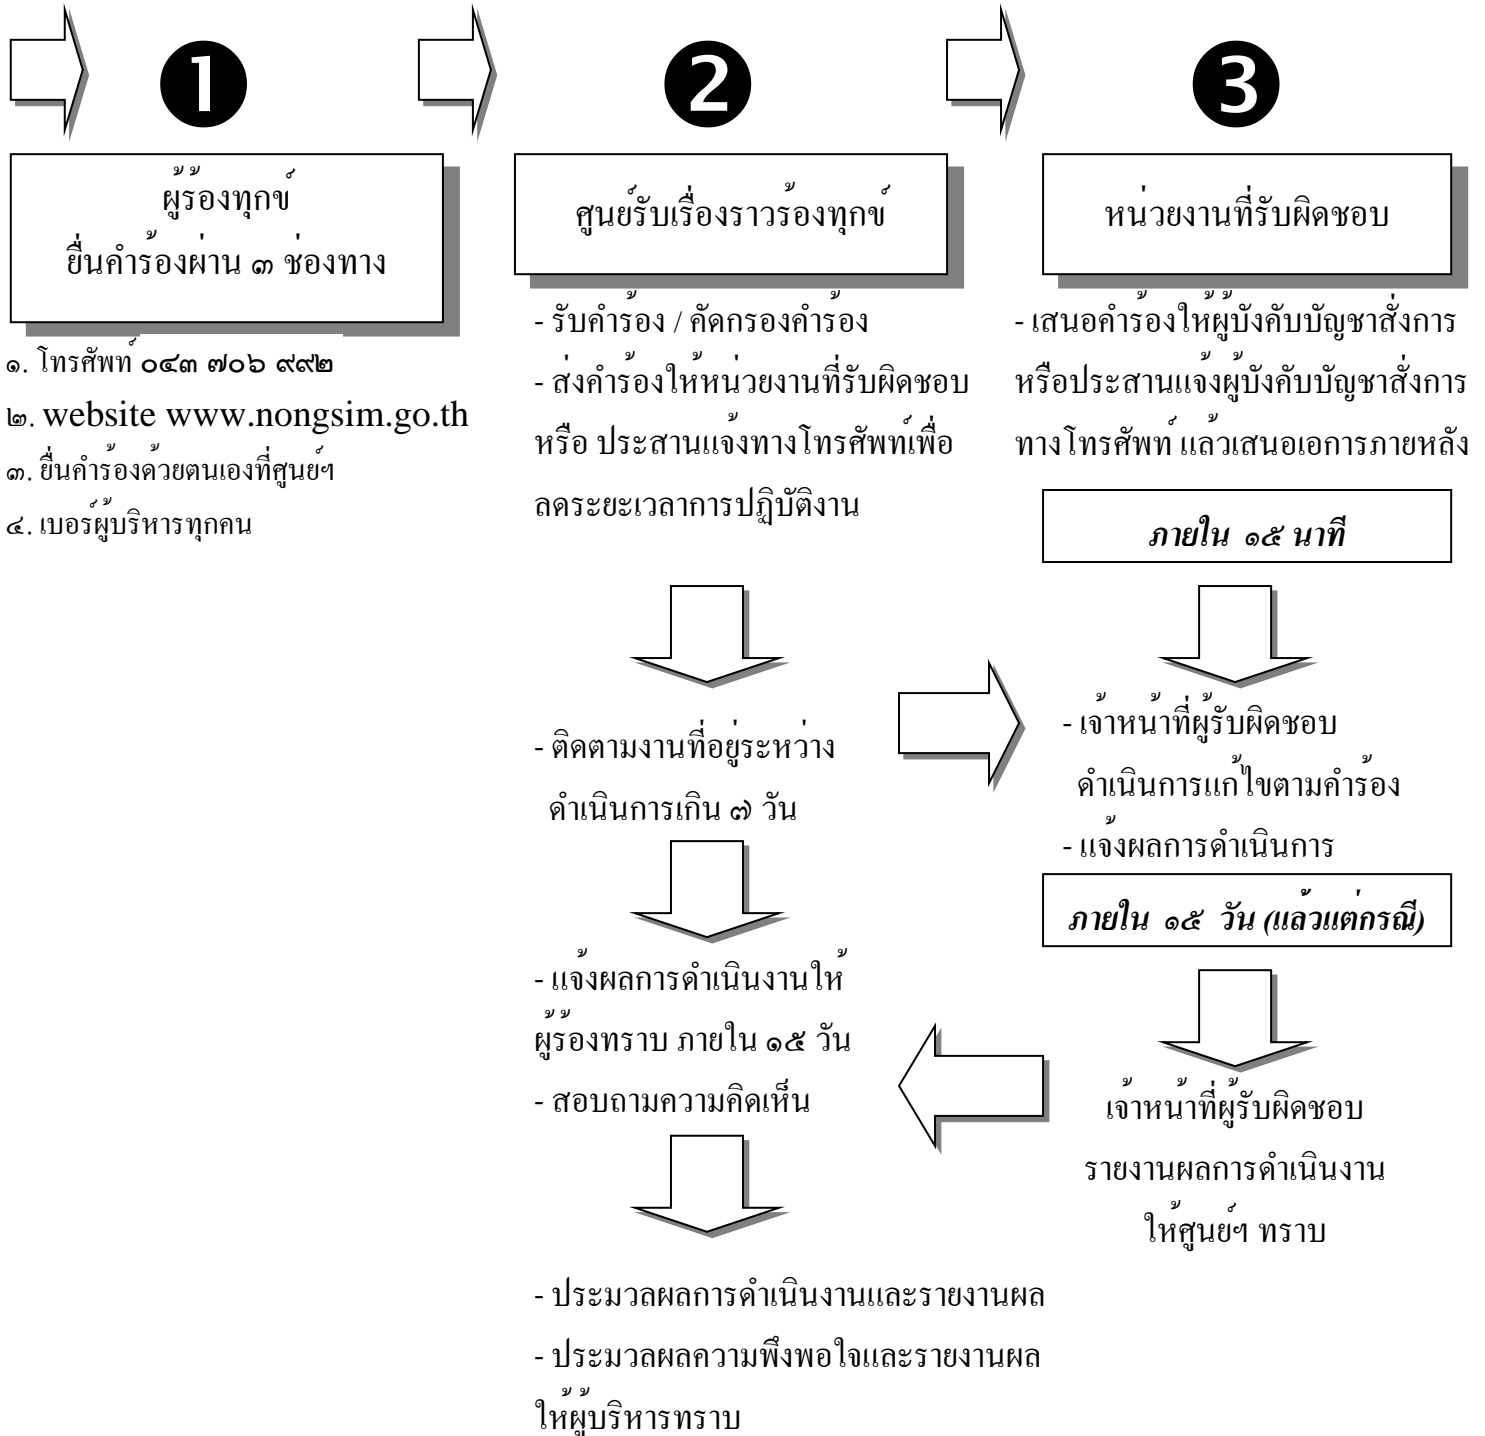 ❶
ผู้ร้องทุกข์
ยื่นคำร้องผ่าน ๓ ช่องทาง
๑. โทรศัพท์ ๐๔๓ ๗๐๖ ๙๙๒
๒. website www.nongsim.go.th
๓. ยื่นคำร้องด้วยตนเองที่ศูนย์ฯ
๔. เบอร์ผู้บริหารทุกคน
❷
ศูนย์รับเรื่องราวร้องทุกข์
- รับคำร้อง / คัดกรองคำร้อง
- ส่งคำร้องให้หน่วยงานที่รับผิดชอบ
หรือ ประสานแจ้งทางโทรศัพท์เพื่อ
ลดระยะเวลาการปฏิบัติงาน
- ติดตามงานที่อยู่ระหว่าง
ดำเนินการเกิน ๗ วัน
- แจ้งผลการดำเนินงานให้
ผู้ร้องทราบ ภายใน ๑๕ วัน
- สอบถามความคิดเห็น
- ประมวลผลการดำเนินงานและรายงานผล
- ประมวลผลความพึงพอใจและรายงานผล
ให้ผู้บริหารทราบ
❸
หน่วยงานที่รับผิดชอบ
- เสนอคำร้องให้ผู้บังคับบัญชาสั่งการ
หรือประสานแจ้งผู้บังคับบัญชาสั่งการ
ทางโทรศัพท์ แล้วเสนอเอการภายหลัง
ภายใน ๑๕ นาที
- เจ้าหน้าที่ผู้รับผิดชอบ
ดำเนินการแก้ไขตามคำร้อง
- แจ้งผลการดำเนินการ
ภายใน ๑๕ วัน (แล้วแต่กรณี)
เจ้าหน้าที่ผู้รับผิดชอบ
รายงานผลการดำเนินงาน
ให้ศูนย์ฯ ทราบ